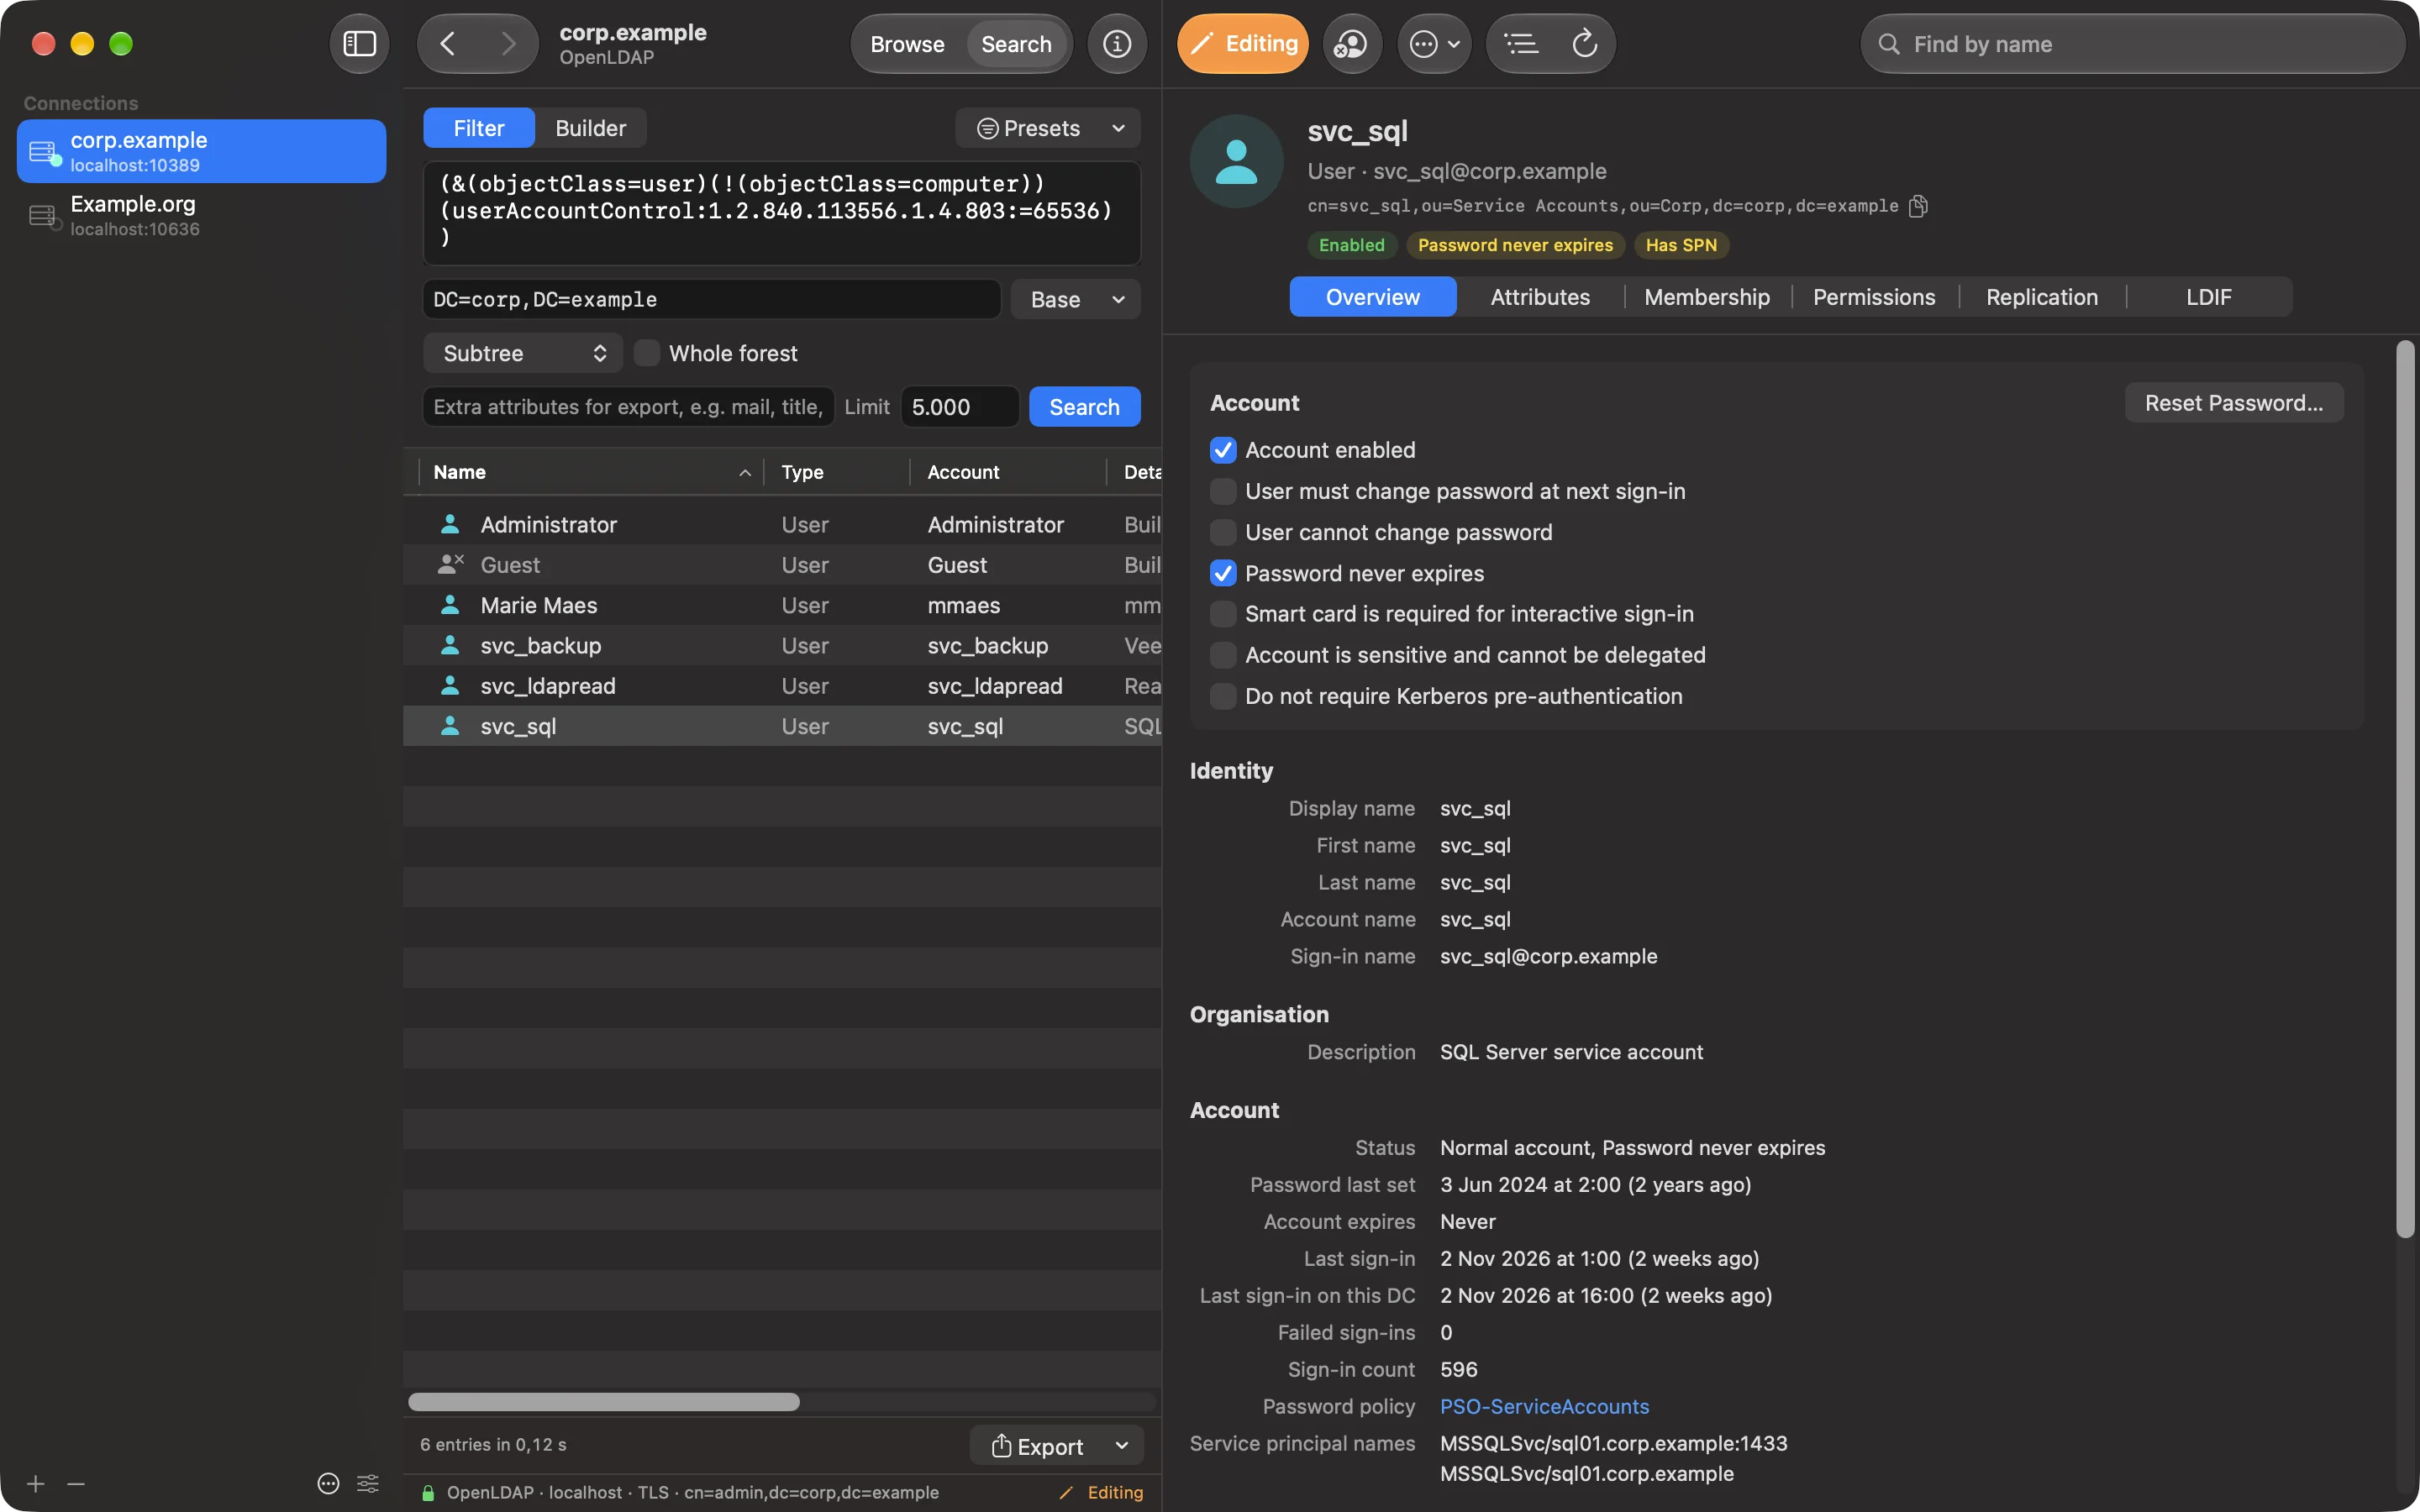 Connections
corp.example
localhost:10389
Example.org
localhost:10636
corp.example
OpenLDAP
Browse
Search
Filter
Builder
Presets
(&(objectClass=user)(!(objectClass=computer))
(userAccountControl:1.2.840.113556.1.4.803:=65536)
)
DC=corp,DC=example
Base
Subtree
Whole forest
Extra attributes for export, e.g. mail, title,
Limit
5.000
Search
Name Type Account Deta
Administrator User Administrator Buil
Guest User Guest Buil
Marie Maes User mmaes mm
svc_backup User svc_backup Vee
svc_ldapread User svc_ldapread Rea
svc_sql User svc_sql SQL
6 entries in 0,12 s
Export
OpenLDAP · localhost · TLS · cn=admin,dc=corp,dc=example
Editing
Editing
Find by name
svc_sql
User · svc_sql@corp.example
cn=svc_sql,ou=Service Accounts,ou=Corp,dc=corp,dc=example
Enabled
Password never expires
Has SPN
Overview
Attributes
Membership
Permissions
Replication
LDIF
Account
Reset Password...
Account enabled
User must change password at next sign-in
User cannot change password
Password never expires
Smart card is required for interactive sign-in
Account is sensitive and cannot be delegated
Do not require Kerberos pre-authentication
Identity
Display name svc_sql
First name svc_sql
Last name svc_sql
Account name svc_sql
Sign-in name svc_sql@corp.example
Organisation
Description SQL Server service account
Account
Status Normal account, Password never expires
Password last set 3 Jun 2024 at 2:00 (2 years ago)
Account expires Never
Last sign-in 2 Nov 2026 at 1:00 (2 weeks ago)
Last sign-in on this DC 2 Nov 2026 at 16:00 (2 weeks ago)
Failed sign-ins 0
Sign-in count 596
Password policy PSO-ServiceAccounts
Service principal names MSSQLSvc/sql01.corp.example:1433
MSSQLSvc/sql01.corp.example